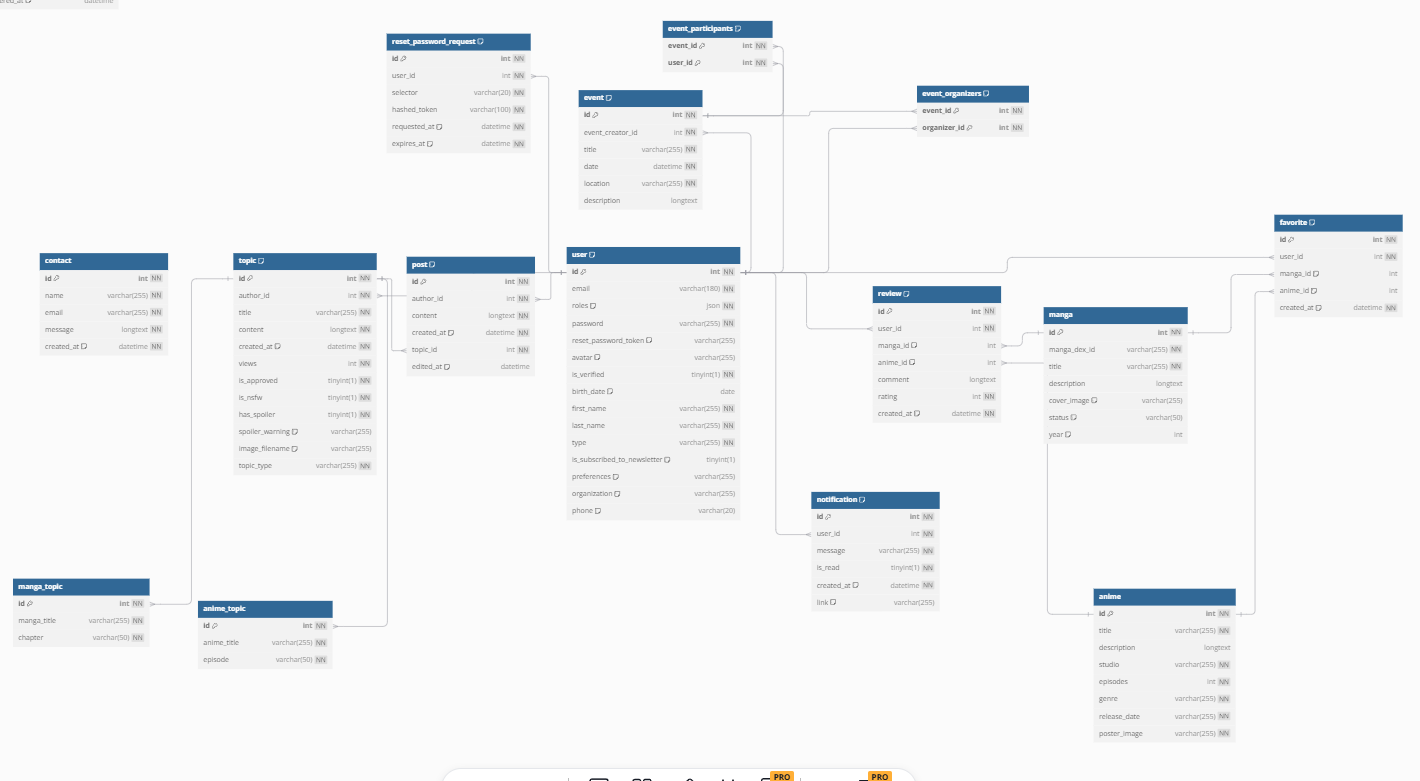 datetime
event_participants
event_id int NN
user_id int NN
reset_password_request
id int NN
user_id int NN
selector varchar(20) NN
hashed_token varchar(100) NN
requested_at datetime NN
expires_at datetime NN
event
id int NN
event_creator_id int NN
title varchar(255) NN
date datetime NN
location varchar(255) NN
description longtext
event_organizers
event_id int NN
organizer_id int NN
favorite
id int NN
user_id int NN
manga_id int
anime_id int
created_at datetime NN
contact
id int NN
name varchar(255) NN
email varchar(255) NN
message longtext NN
created_at datetime NN
topic
id int NN
author_id int NN
title varchar(255) NN
content longtext NN
created_at datetime NN
views int NN
is_approved tinyint(1) NN
is_nsfw tinyint(1) NN
has_spoiler tinyint(1) NN
spoiler_warning varchar(255)
image_filename varchar(255)
topic_type varchar(255) NN
post
id int NN
author_id int NN
content longtext NN
created_at datetime NN
topic_id int NN
edited_at datetime
user
id int NN
email varchar(180) NN
roles json NN
password varchar(255) NN
reset_password_token varchar(255)
avatar varchar(255)
is_verified tinyint(1) NN
birth_date date
first_name varchar(255) NN
last_name varchar(255) NN
type varchar(255) NN
is_subscribed_to_newsletter tinyint(1)
preferences varchar(255)
organization varchar(255)
phone varchar(20)
review
id int NN
user_id int NN
manga_id int
anime_id int
comment longtext
rating int NN
created_at datetime NN
manga
id int NN
manga_dex_id varchar(255) NN
title varchar(255) NN
description longtext
cover_image varchar(255)
status varchar(50)
year int
notification
id int NN
user_id int NN
message varchar(255) NN
is_read tinyint(1) NN
created_at datetime NN
link varchar(255)
manga_topic
id int NN
manga_title varchar(255) NN
chapter varchar(50) NN
anime_topic
id int NN
anime_title varchar(255) NN
episode varchar(50) NN
anime
id int NN
title varchar(255) NN
description longtext
studio varchar(255) NN
episodes int NN
genre varchar(255) NN
release_date varchar(255) NN
poster_image varchar(255) NN
PRO PRO